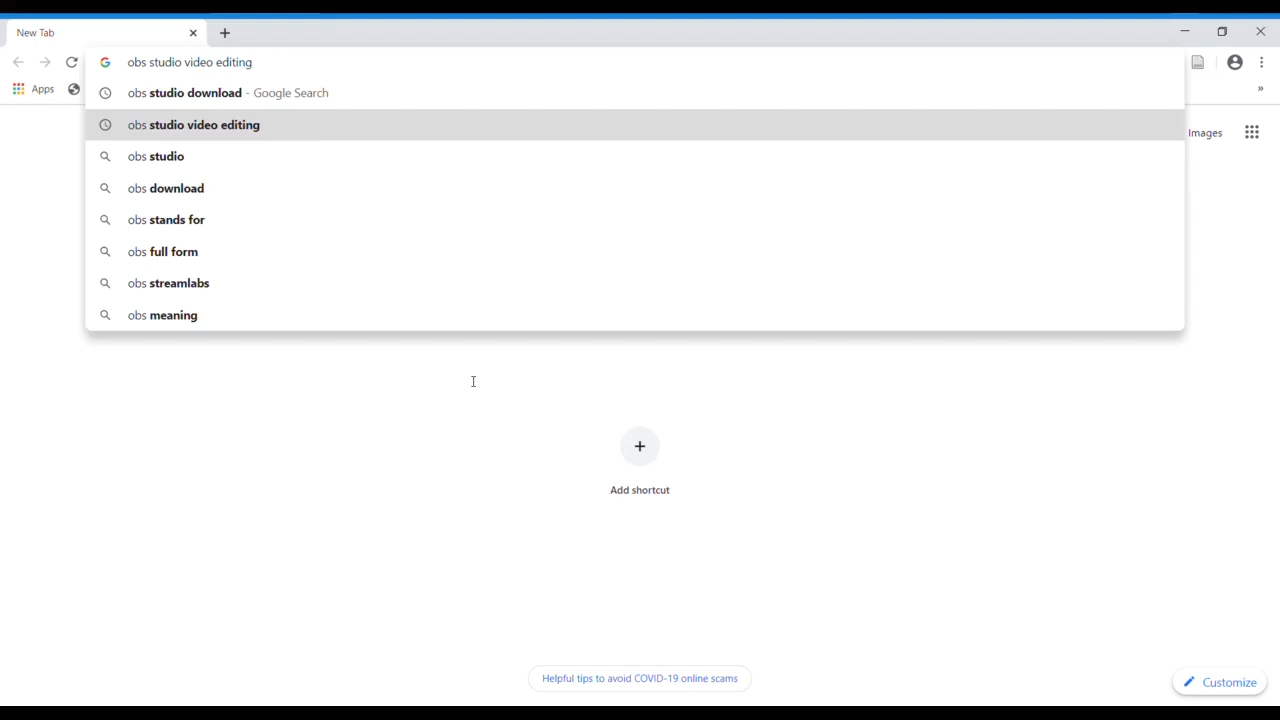 New Tab
obs studio video editing
Apps
obs studio download - Google Search
obs studio video editing
Images
obs studio
obs download
obs stands for
obs full form
obs streamlabs
obs meaning
Add shortcut
Helpful tips to avoid COVID-19 online scams
Customize